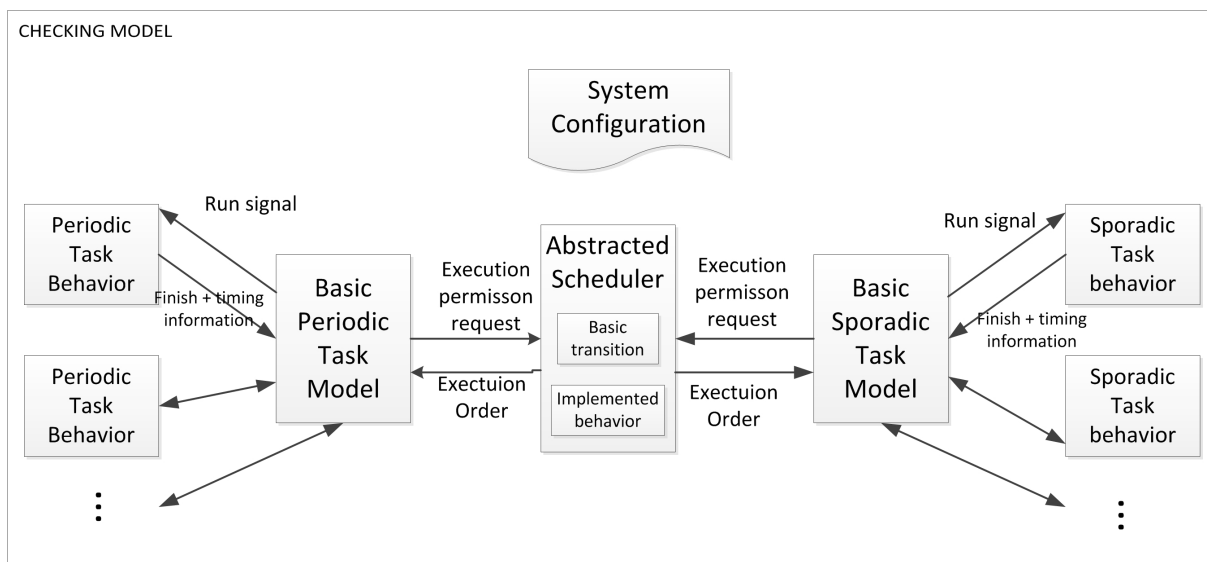 CHECKING MODEL
System
Configuration
Run signal
Periodic
Task
Behavior
Finish + timing
information
Periodic
Task
Behavior
Basic
Periodic
Task
Model
Execution
permisson
request
Exectuion
Order
Abstracted
Scheduler
Basic
transition
Implemented
behavior
Execution
permisson
request
Exectuion
Order
Basic
Sporadic
Task
Model
Run signal
Sporadic
Task
behavior
Finish + timing
information
Sporadic
Task
behavior